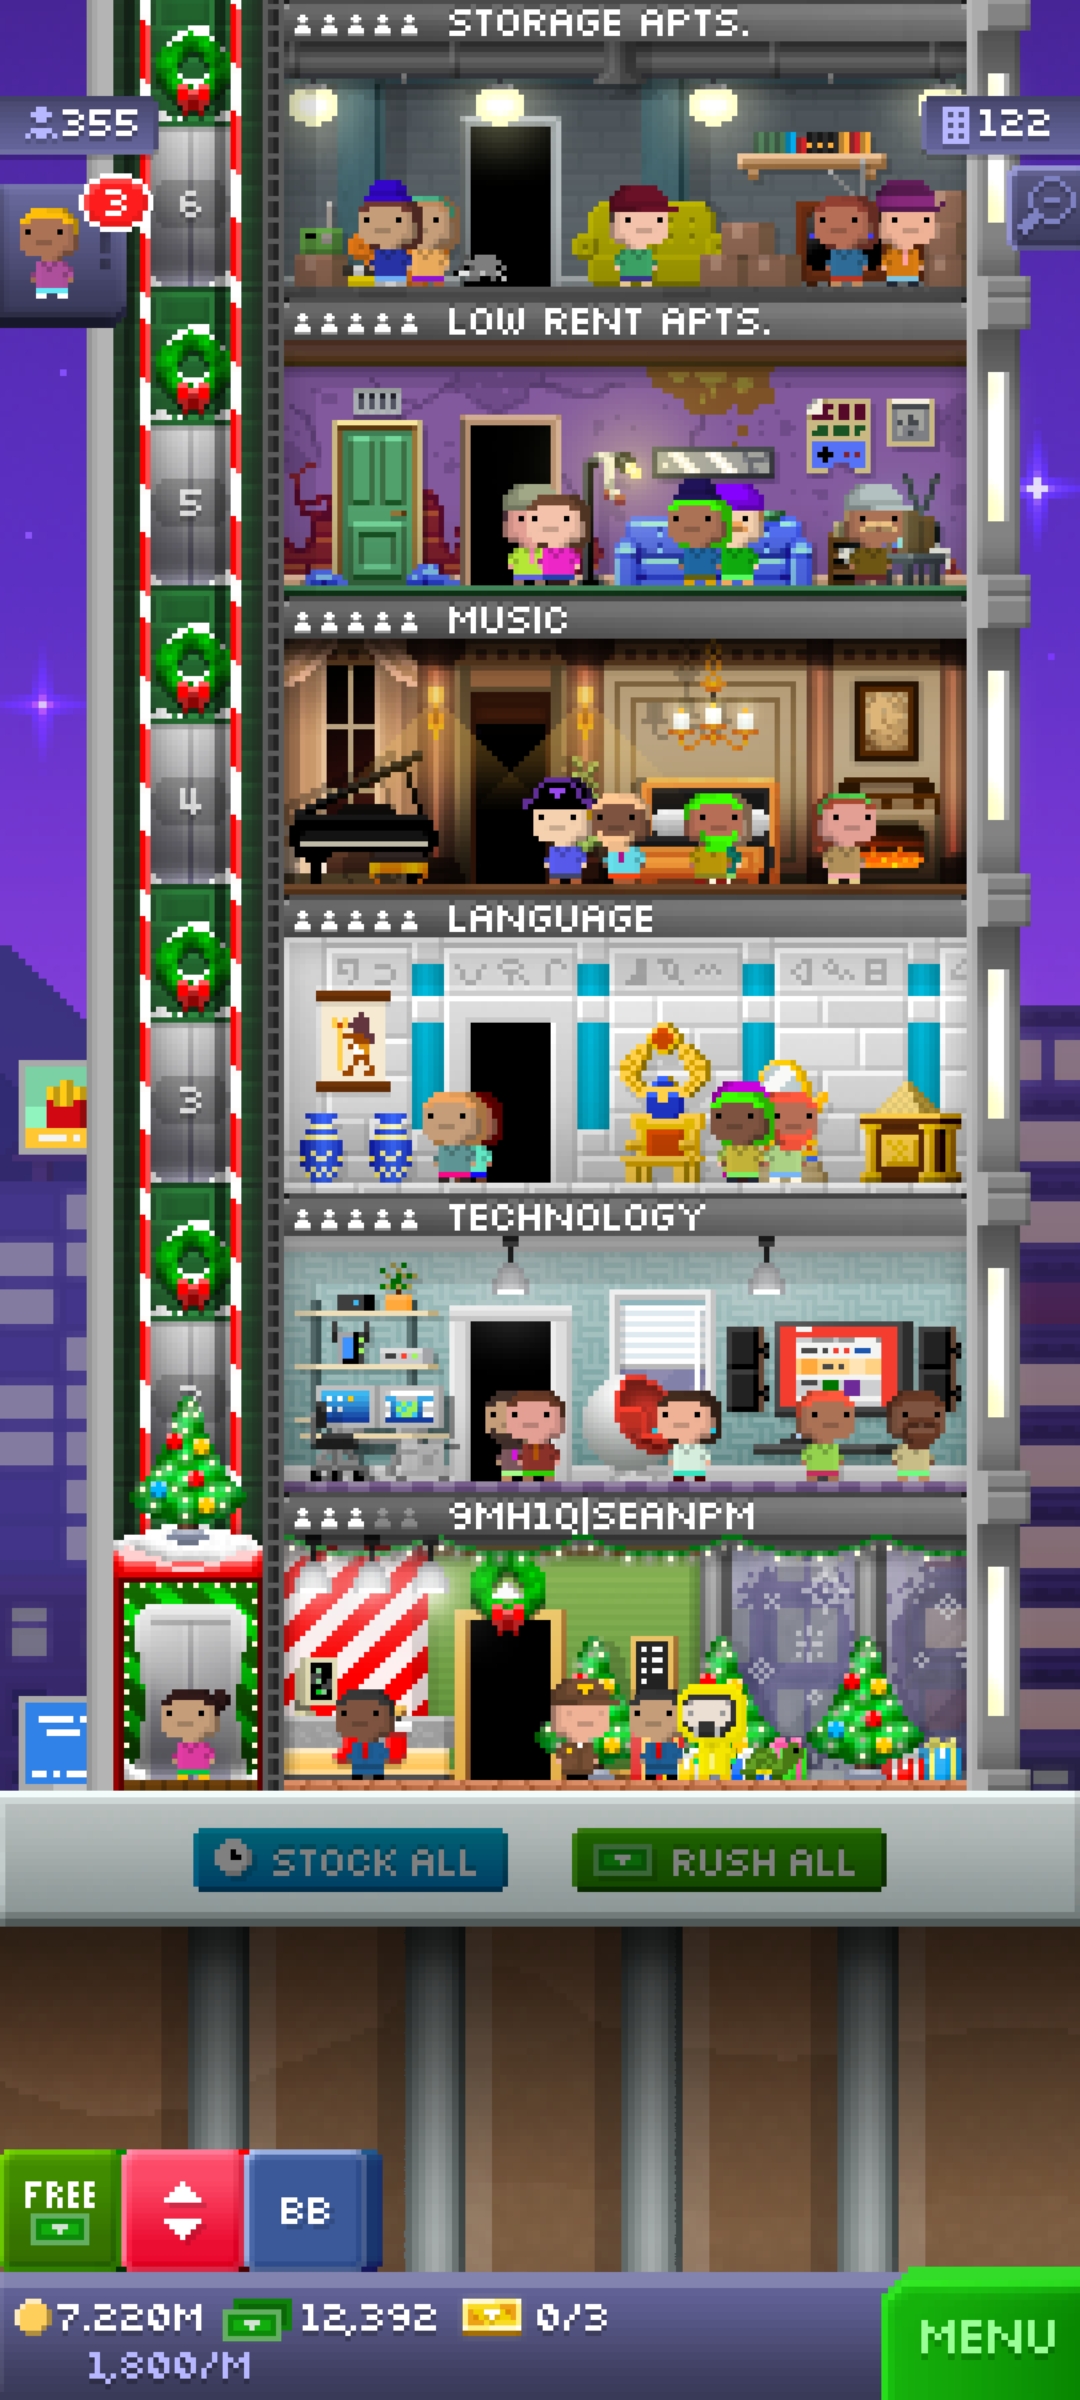 STORAGE APTS.
355
122
3
6
LOW RENT APTS.
5
MUSIC
4
LANGUAGE
3
TECHNOLOGY
9MH1Q|SEANPM
STOCK ALL
RUSH ALL
FREE
BB
7.220M
12,392
0/3
1,800/M
MENU